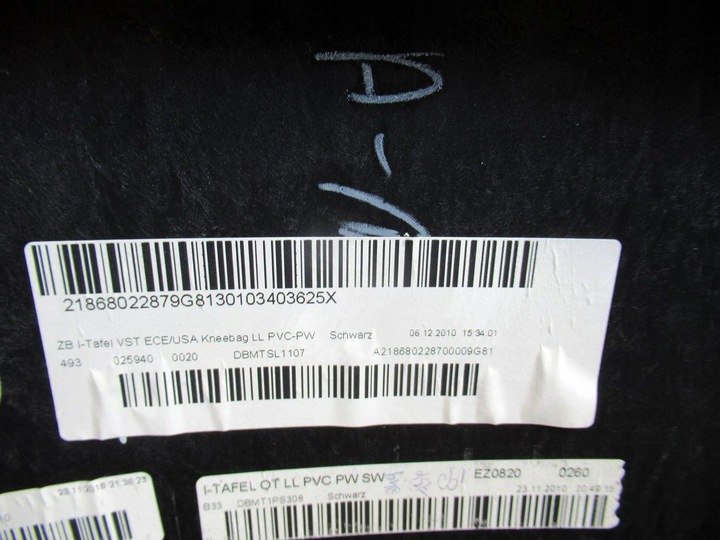 D
21868022879G8130103403625X
ZB I-Tafel VST ECE/USA Kneebag LL PVC-PW Schwarz 06.12.2010 15:34:01
493 025940 0020 DBMTSL1107 A218680228700009G81
23.11.2010 21:36:23
I-TAFEL OT LL PVC PW SW EZ0820 0260
B33 DBMT1PS308 Schwarz 23.11.2010 20:49:15